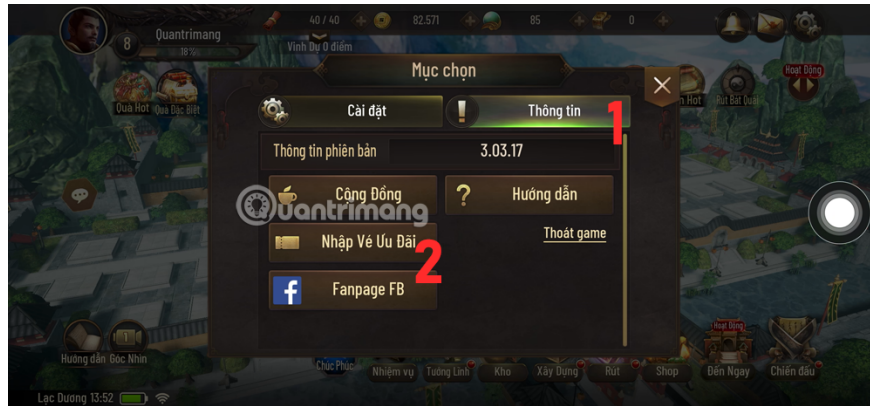 Quantrimang
8
18%
40/40
82.571
85
0
Vinh Dự 0 điểm
Mục chọn
Hoạt Động
Quà Hot
Quà Đặc Biệt
n Hot
Rút Bát Quái
Cài đặt
Thông tin
1
Thông tin phiên bản
3.03.17
Cộng Đồng
Hướng dẫn
Quantrimang
Nhập Vé Ưu Đãi
Thoát game
2
Fanpage FB
Hoạt Động
Hướng dẫn
Góc Nhìn
Chúc Phúc
Nhiệm vụ
Tướng Lĩnh
Kho
Xây Dựng
Rút
Shop
Đến Ngay
Chiến đấu
Lạc Dương 13:52